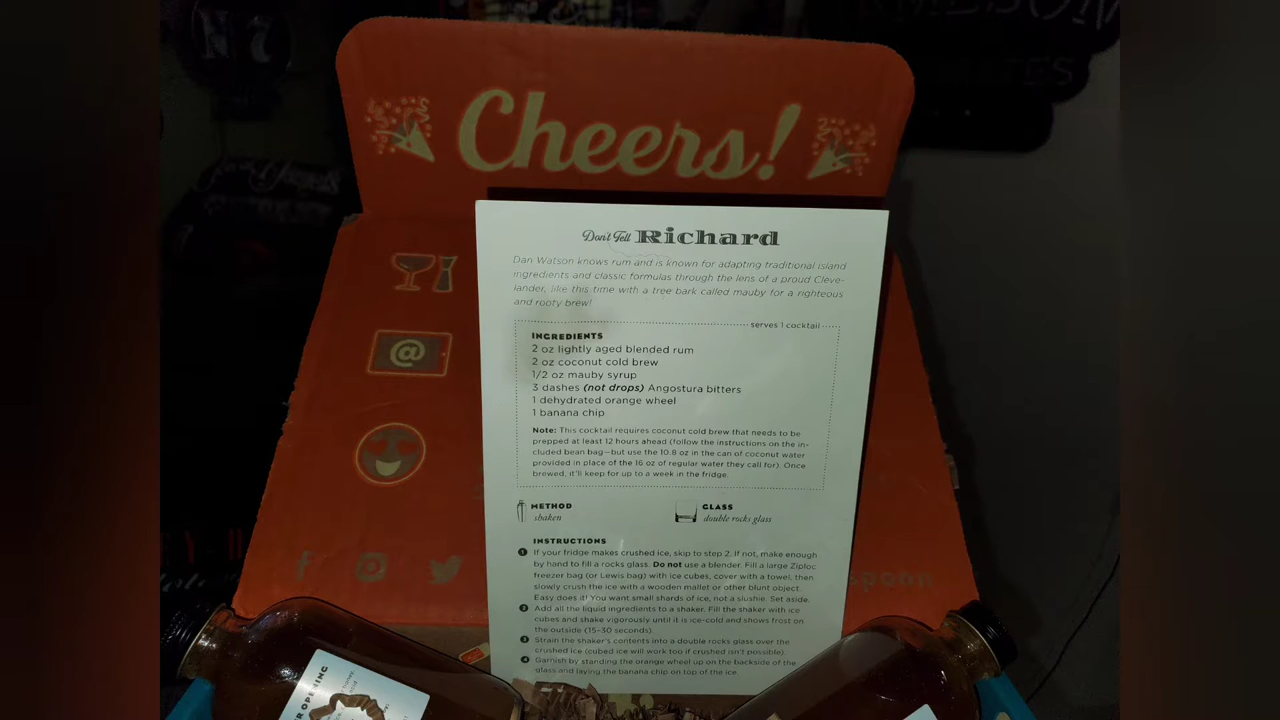 Cheers!
Don't Tell Richard
Dan Watson knows rum and is known for adapting traditional island
ingredients and classic formulas through the lens of a proud Cleve-
lander, like this time with a tree bark called mauby for a righteous
and rooty brew!
serves 1 cocktail
INGREDIENTS
2 oz lightly aged blended rum
2 oz coconut cold brew
1/2 oz mauby syrup
3 dashes (not drops) Angostura bitters
1 dehydrated orange wheel
1 banana chip
Note: This cocktail requires coconut cold brew that needs to be
prepped at least 12 hours ahead (follow the instructions on the in-
cluded bean bag—but use the 10.8 oz in the can of coconut water
provided in place of the 16 oz of regular water they call for). Once
brewed, it'll keep for up to a week in the fridge.
METHOD
shaken
GLASS
double rocks glass
INSTRUCTIONS
1 If your fridge makes crushed ice, skip to step 2. If not, make enough
by hand to fill a rocks glass. Do not use a blender. Fill a large Ziploc
freezer bag (or Lewis bag) with ice cubes, cover with a towel, then
slowly crush the ice with a wooden mallet or other blunt object.
Easy does it! You want small shards of ice, not a slushie. Set aside.
2 Add all the liquid ingredients to a shaker. Fill the shaker with ice
cubes and shake vigorously until it is ice-cold and shows frost on
the outside (15–30 seconds).
3 Strain the shaker's contents into a double rocks glass over the
crushed ice (cubed ice will work too if crushed isn't possible).
4 Garnish by standing the orange wheel up on the backside of the
glass and laying the banana chip on top of the ice.
@
f
spoon
OPENING